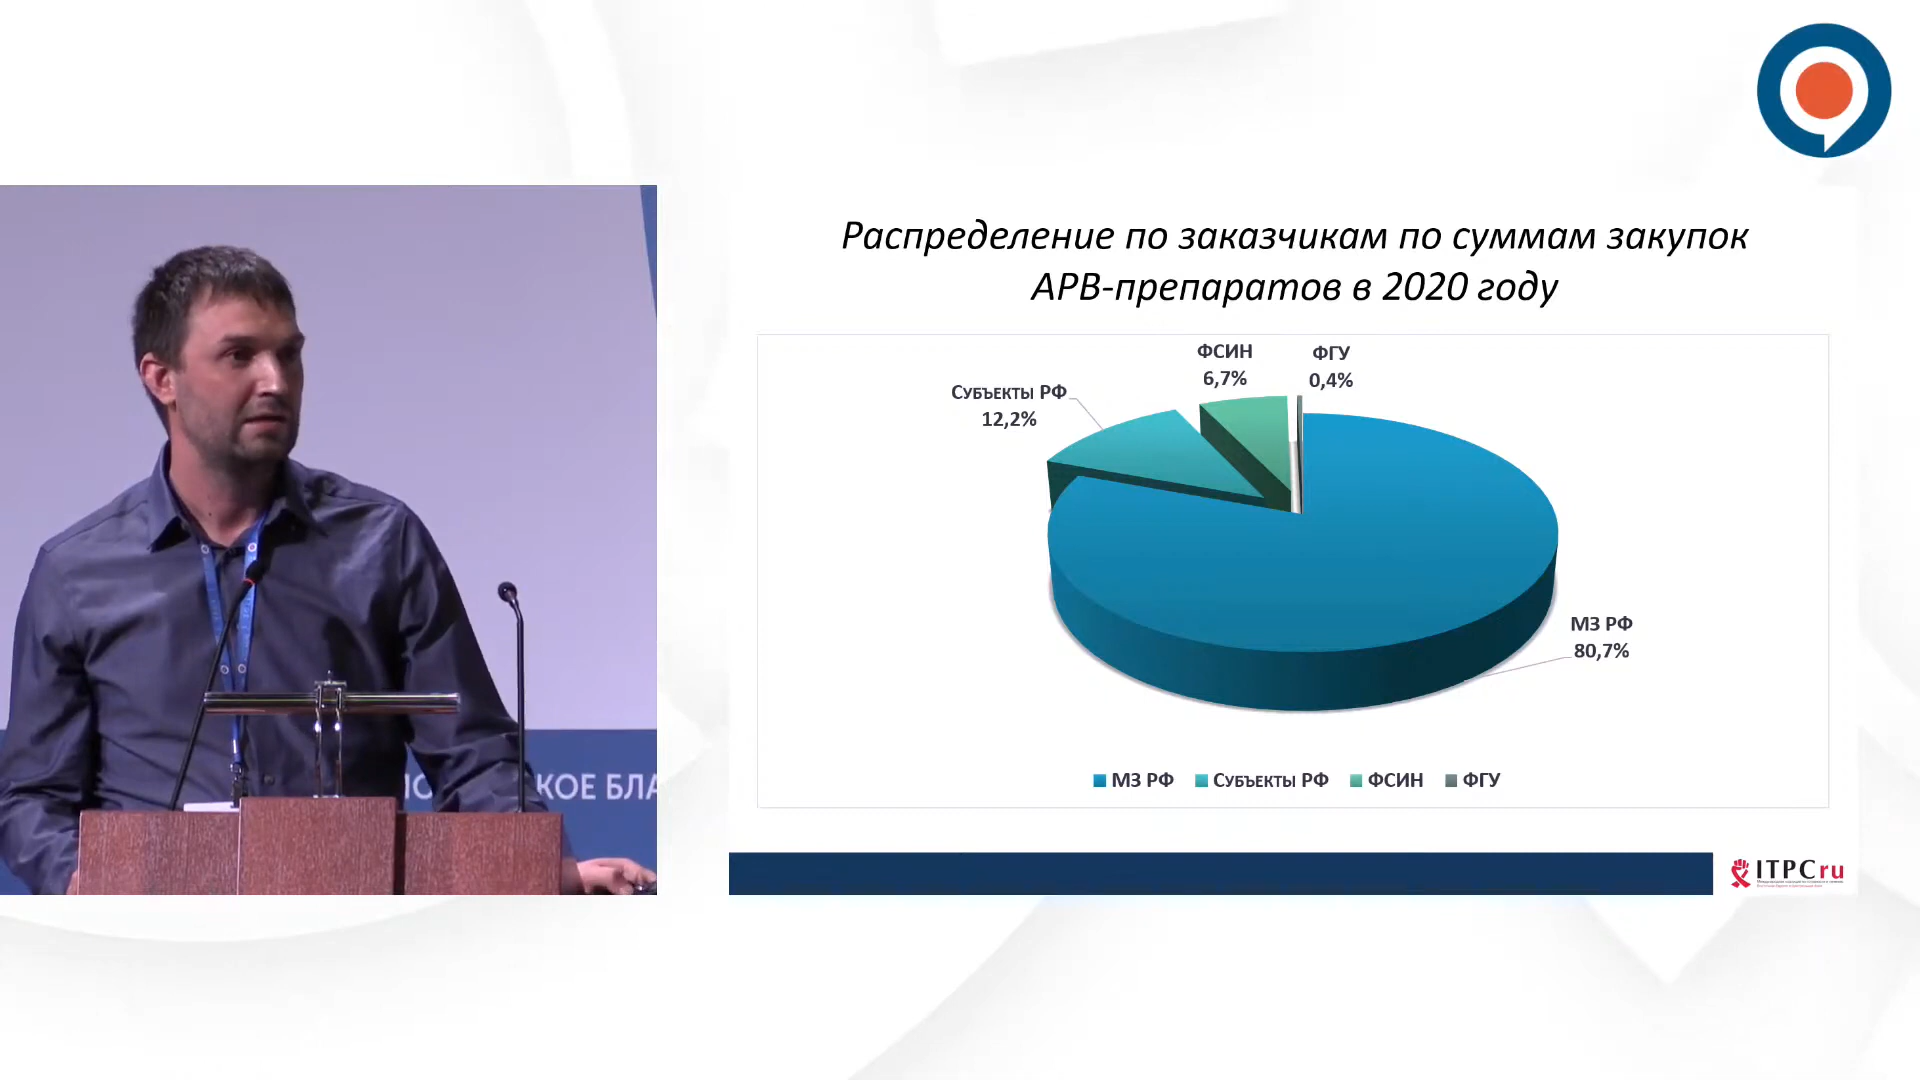 Распределение по заказчикам по суммам закупок
АРВ-препаратов в 2020 году
ФСИН
6,7%
ФГУ
0,4%
Субъекты РФ
12,2%
МЗ РФ
80,7%
МЗ РФ Субъекты РФ ФСИН ФГУ
КОЕ БЛА
ITPCru